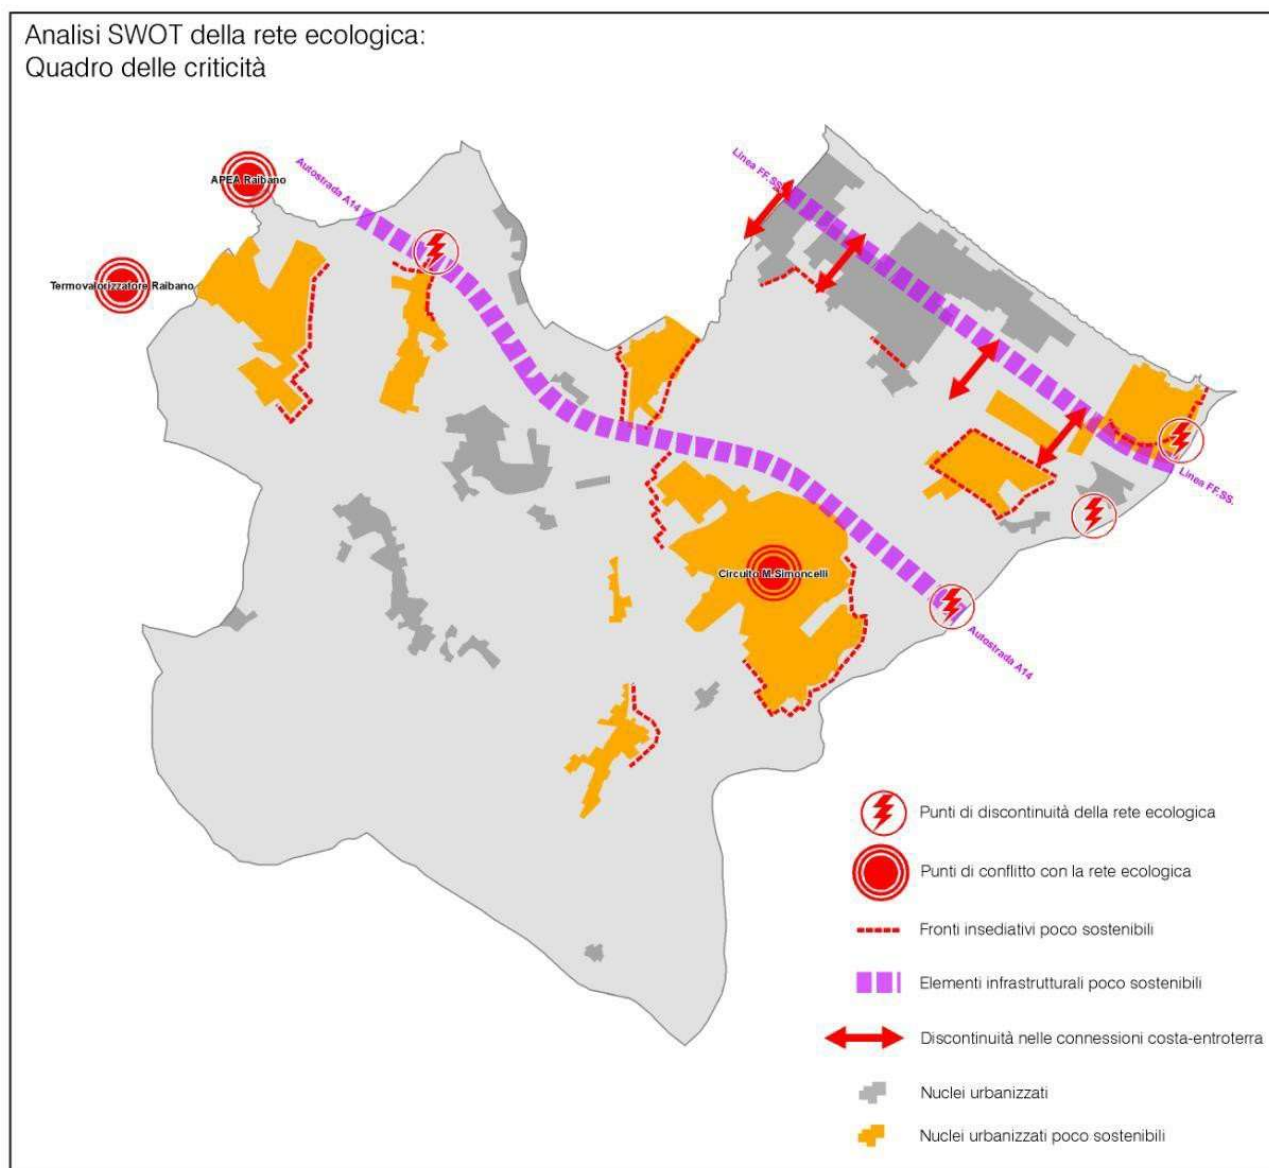 Analisi SWOT della rete ecologica:
Quadro delle criticità
APEA Raibano
Autostrada A14
Linea FF.SS.
Termovalorizzatore Raibano
Linea FF.SS.
Circuito M.Simoncelli
Autostrada A14
Punti di discontinuità della rete ecologica
Punti di conflitto con la rete ecologica
Fronti insediativi poco sostenibili
Elementi infrastrutturali poco sostenibili
Discontinuità nelle connessioni costa-entroterra
Nuclei urbanizzati
Nuclei urbanizzati poco sostenibili